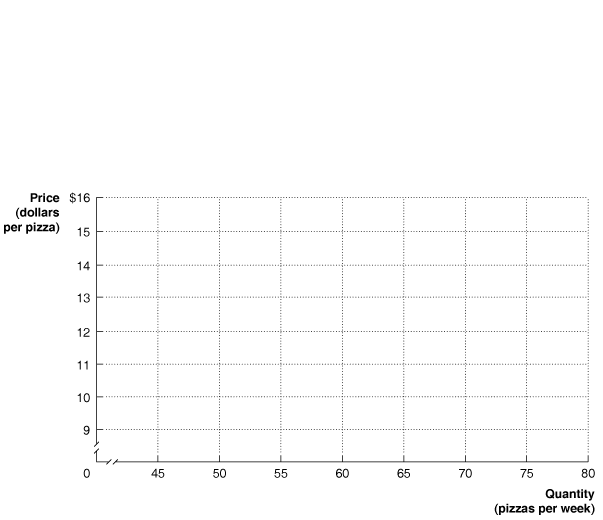 Price $16
(dollars
per pizza) 15
14
13
12
11
10
9
0 45 50 55 60 65 70 75 80
Quantity
(pizzas per week)